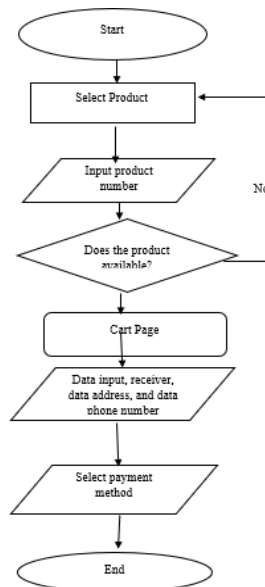 Start
Select Product
Input product
number
No
Does the product
available?
Cart Page
Data input, receiver,
data address, and data
phone number
Select payment
method
End